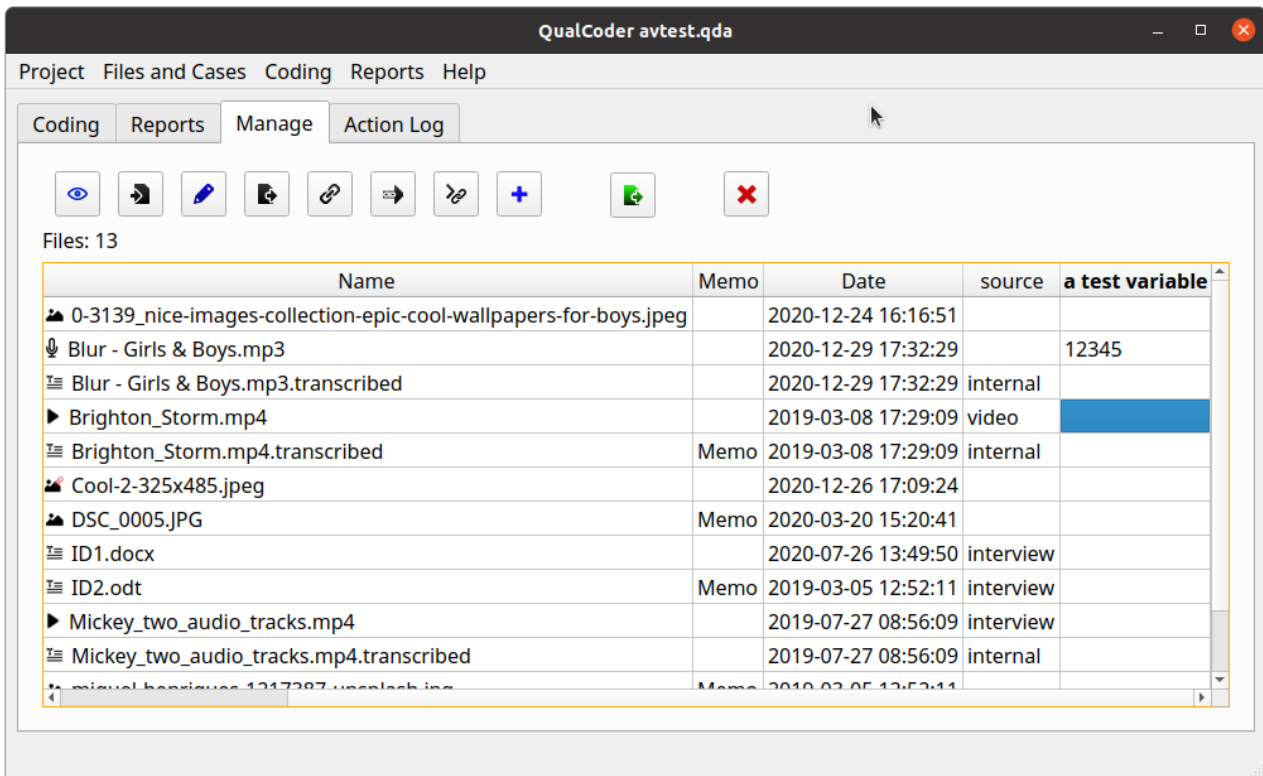 QualCoder avtest.qda
Project Files and Cases Coding Reports Help
Coding Reports Manage Action Log
Files: 13
Name Memo Date source a test variable
0-3139_nice-images-collection-epic-cool-wallpapers-for-boys.jpeg 2020-12-24 16:16:51
Blur - Girls & Boys.mp3 2020-12-29 17:32:29 12345
Blur - Girls & Boys.mp3.transcribed 2020-12-29 17:32:29 internal
Brighton_Storm.mp4 2019-03-08 17:29:09 video
Brighton_Storm.mp4.transcribed Memo 2019-03-08 17:29:09 internal
Cool-2-325x485.jpeg 2020-12-26 17:09:24
DSC_0005.JPG Memo 2020-03-20 15:20:41
ID1.docx 2020-07-26 13:49:50 interview
ID2.odt Memo 2019-03-05 12:52:11 interview
Mickey_two_audio_tracks.mp4 2019-07-27 08:56:09 interview
Mickey_two_audio_tracks.mp4.transcribed 2019-07-27 08:56:09 internal
Memo